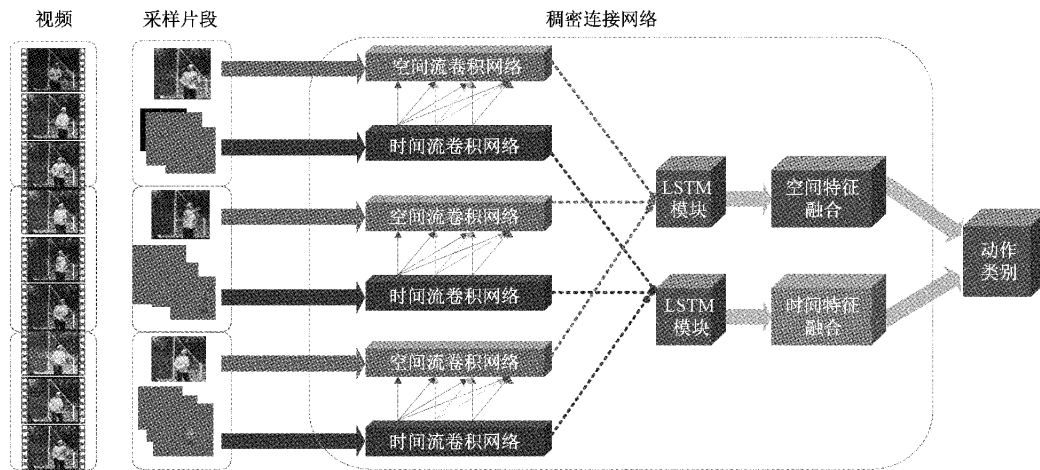 视频
采样片段
稠密连接网络
空间流卷积网络
时间流卷积网络
空间流卷积网络
时间流卷积网络
空间流卷积网络
时间流卷积网络
LSTM
模块
空间特征
融合
LSTM
模块
时间特征
融合
动作
类别